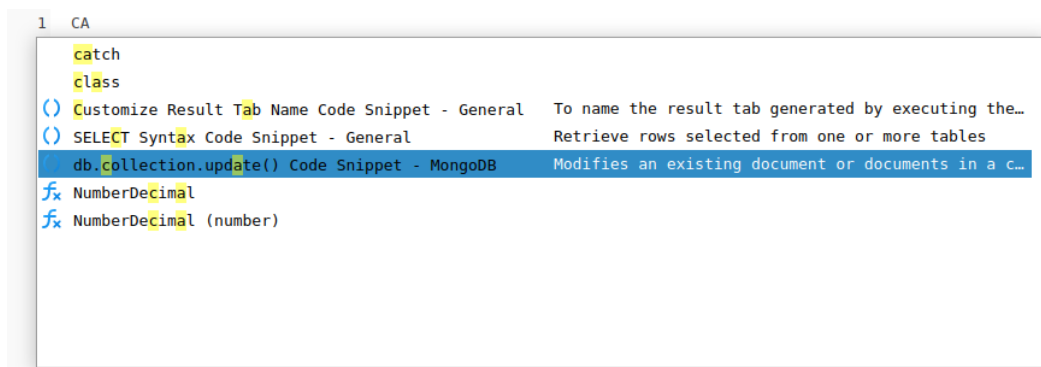 1 CA
catch
class
Customize Result Tab Name Code Snippet - General To name the result tab generated by executing the…
SELECT Syntax Code Snippet - General Retrieve rows selected from one or more tables
db.collection.update() Code Snippet - MongoDB Modifies an existing document or documents in a c…
NumberDecimal
NumberDecimal (number)